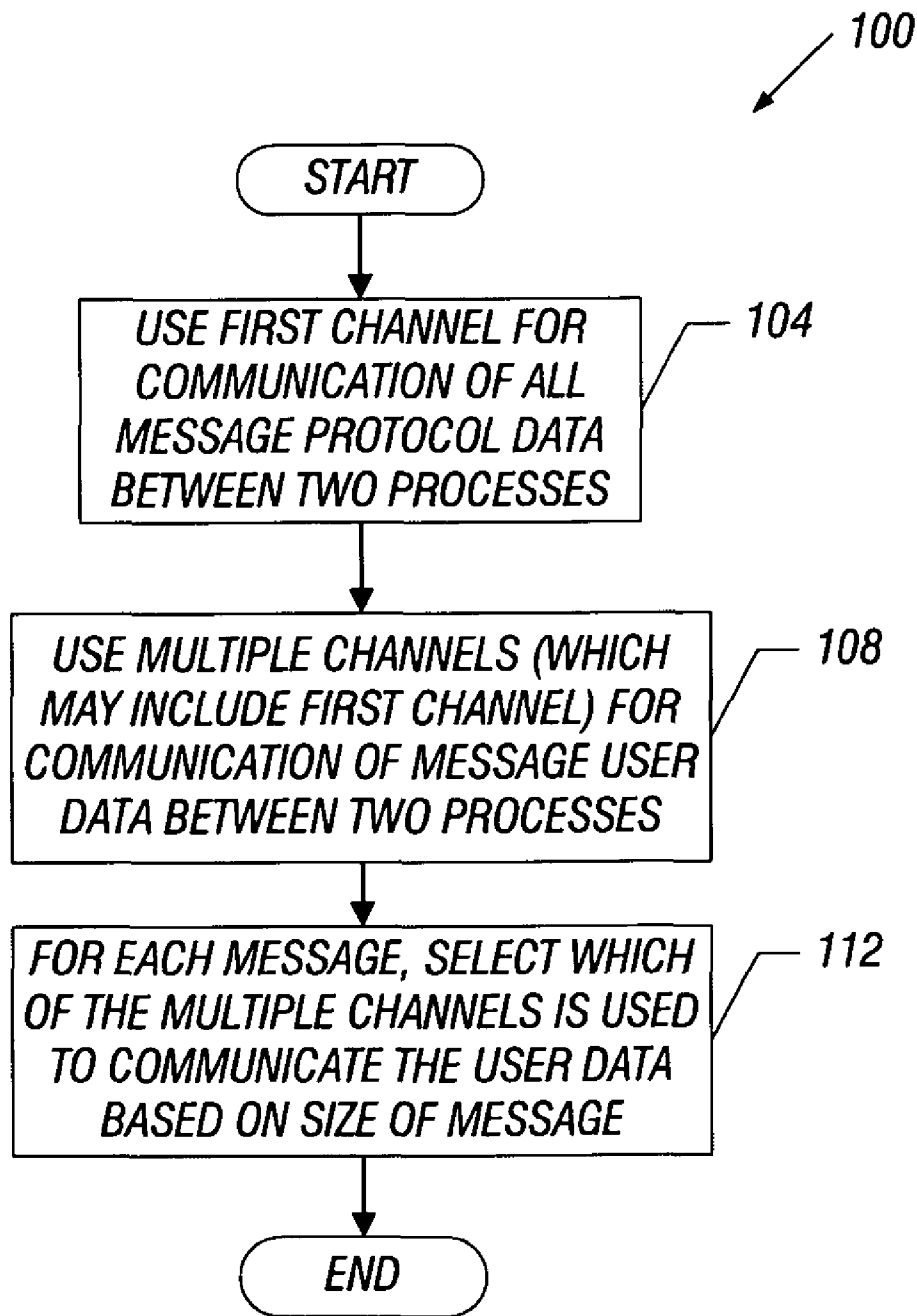 100
START
USE FIRST CHANNEL FOR
COMMUNICATION OF ALL
MESSAGE PROTOCOL DATA
BETWEEN TWO PROCESSES
104
USE MULTIPLE CHANNELS (WHICH
MAY INCLUDE FIRST CHANNEL) FOR
COMMUNICATION OF MESSAGE USER
DATA BETWEEN TWO PROCESSES
108
FOR EACH MESSAGE, SELECT WHICH
OF THE MULTIPLE CHANNELS IS USED
TO COMMUNICATE THE USER DATA
BASED ON SIZE OF MESSAGE
112
END